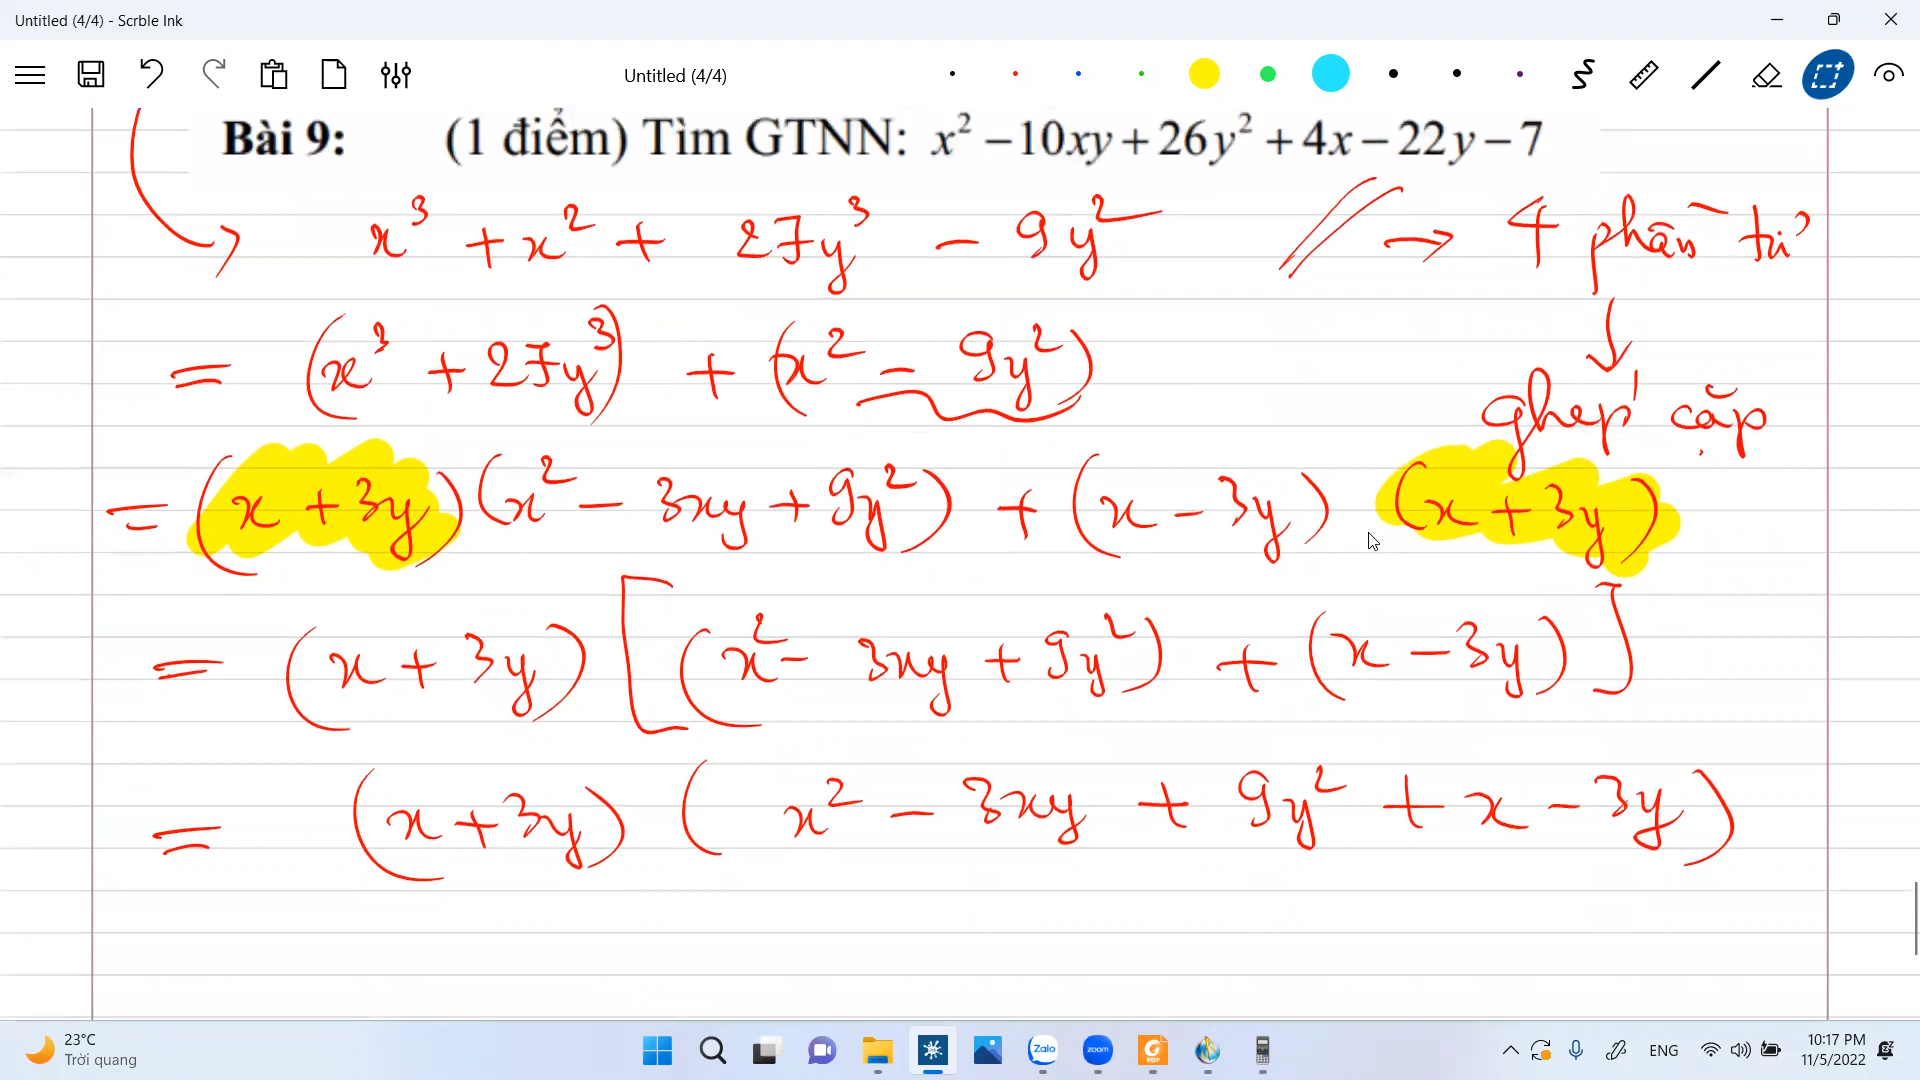 Untitled (4/4) - Scrble Ink
Untitled (4/4)
Bài 9: (1 điểm) Tìm GTNN: x² − 10xy + 26y² + 4x − 22y − 7
x³ + x² + 27y³ − 9y² → 4 phần tử
= (x³ + 27y³) + (x² − 9y²)
ghép cặp
= (x + 3y)(x² − 3xy + 9y²) + (x − 3y) (x + 3y)
= (x + 3y) [(x² − 3xy + 9y²) + (x − 3y)]
= (x + 3y) (x² − 3xy + 9y² + x − 3y)
23°C
Trời quang
Zalo
zoom
PDF
ENG
10:17 PM
11/5/2022